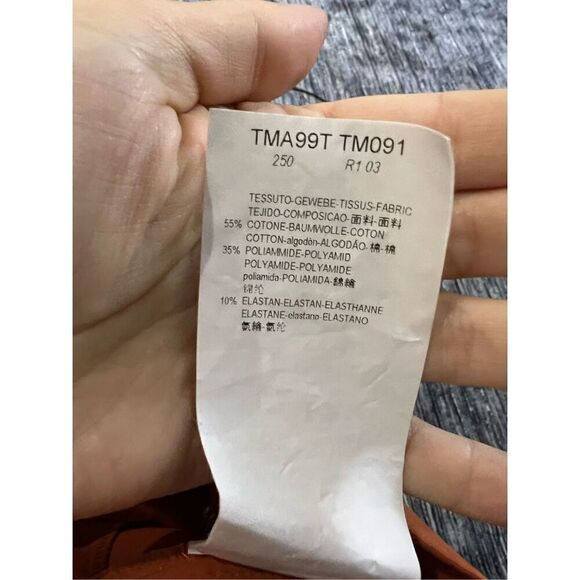 TMA99T TM091
250 R1 03
TESSUTO-GEWEBE-TISSUS-FABRIC
TEJIDO-COMPOSICAO-面料-面料
55% COTONE-BAUMWOLLE-COTON
COTTON-algodòn-ALGODÁO-棉-棉
35% POLIAMMIDE-POLYAMID
POLYAMIDE-POLYAMIDE
poliamida-POLIAMIDA-錦綸
锦纶
10% ELASTAN-ELASTAN-ELASTHANNE
ELASTANE-elastano-ELASTANO
氨綸-氨纶